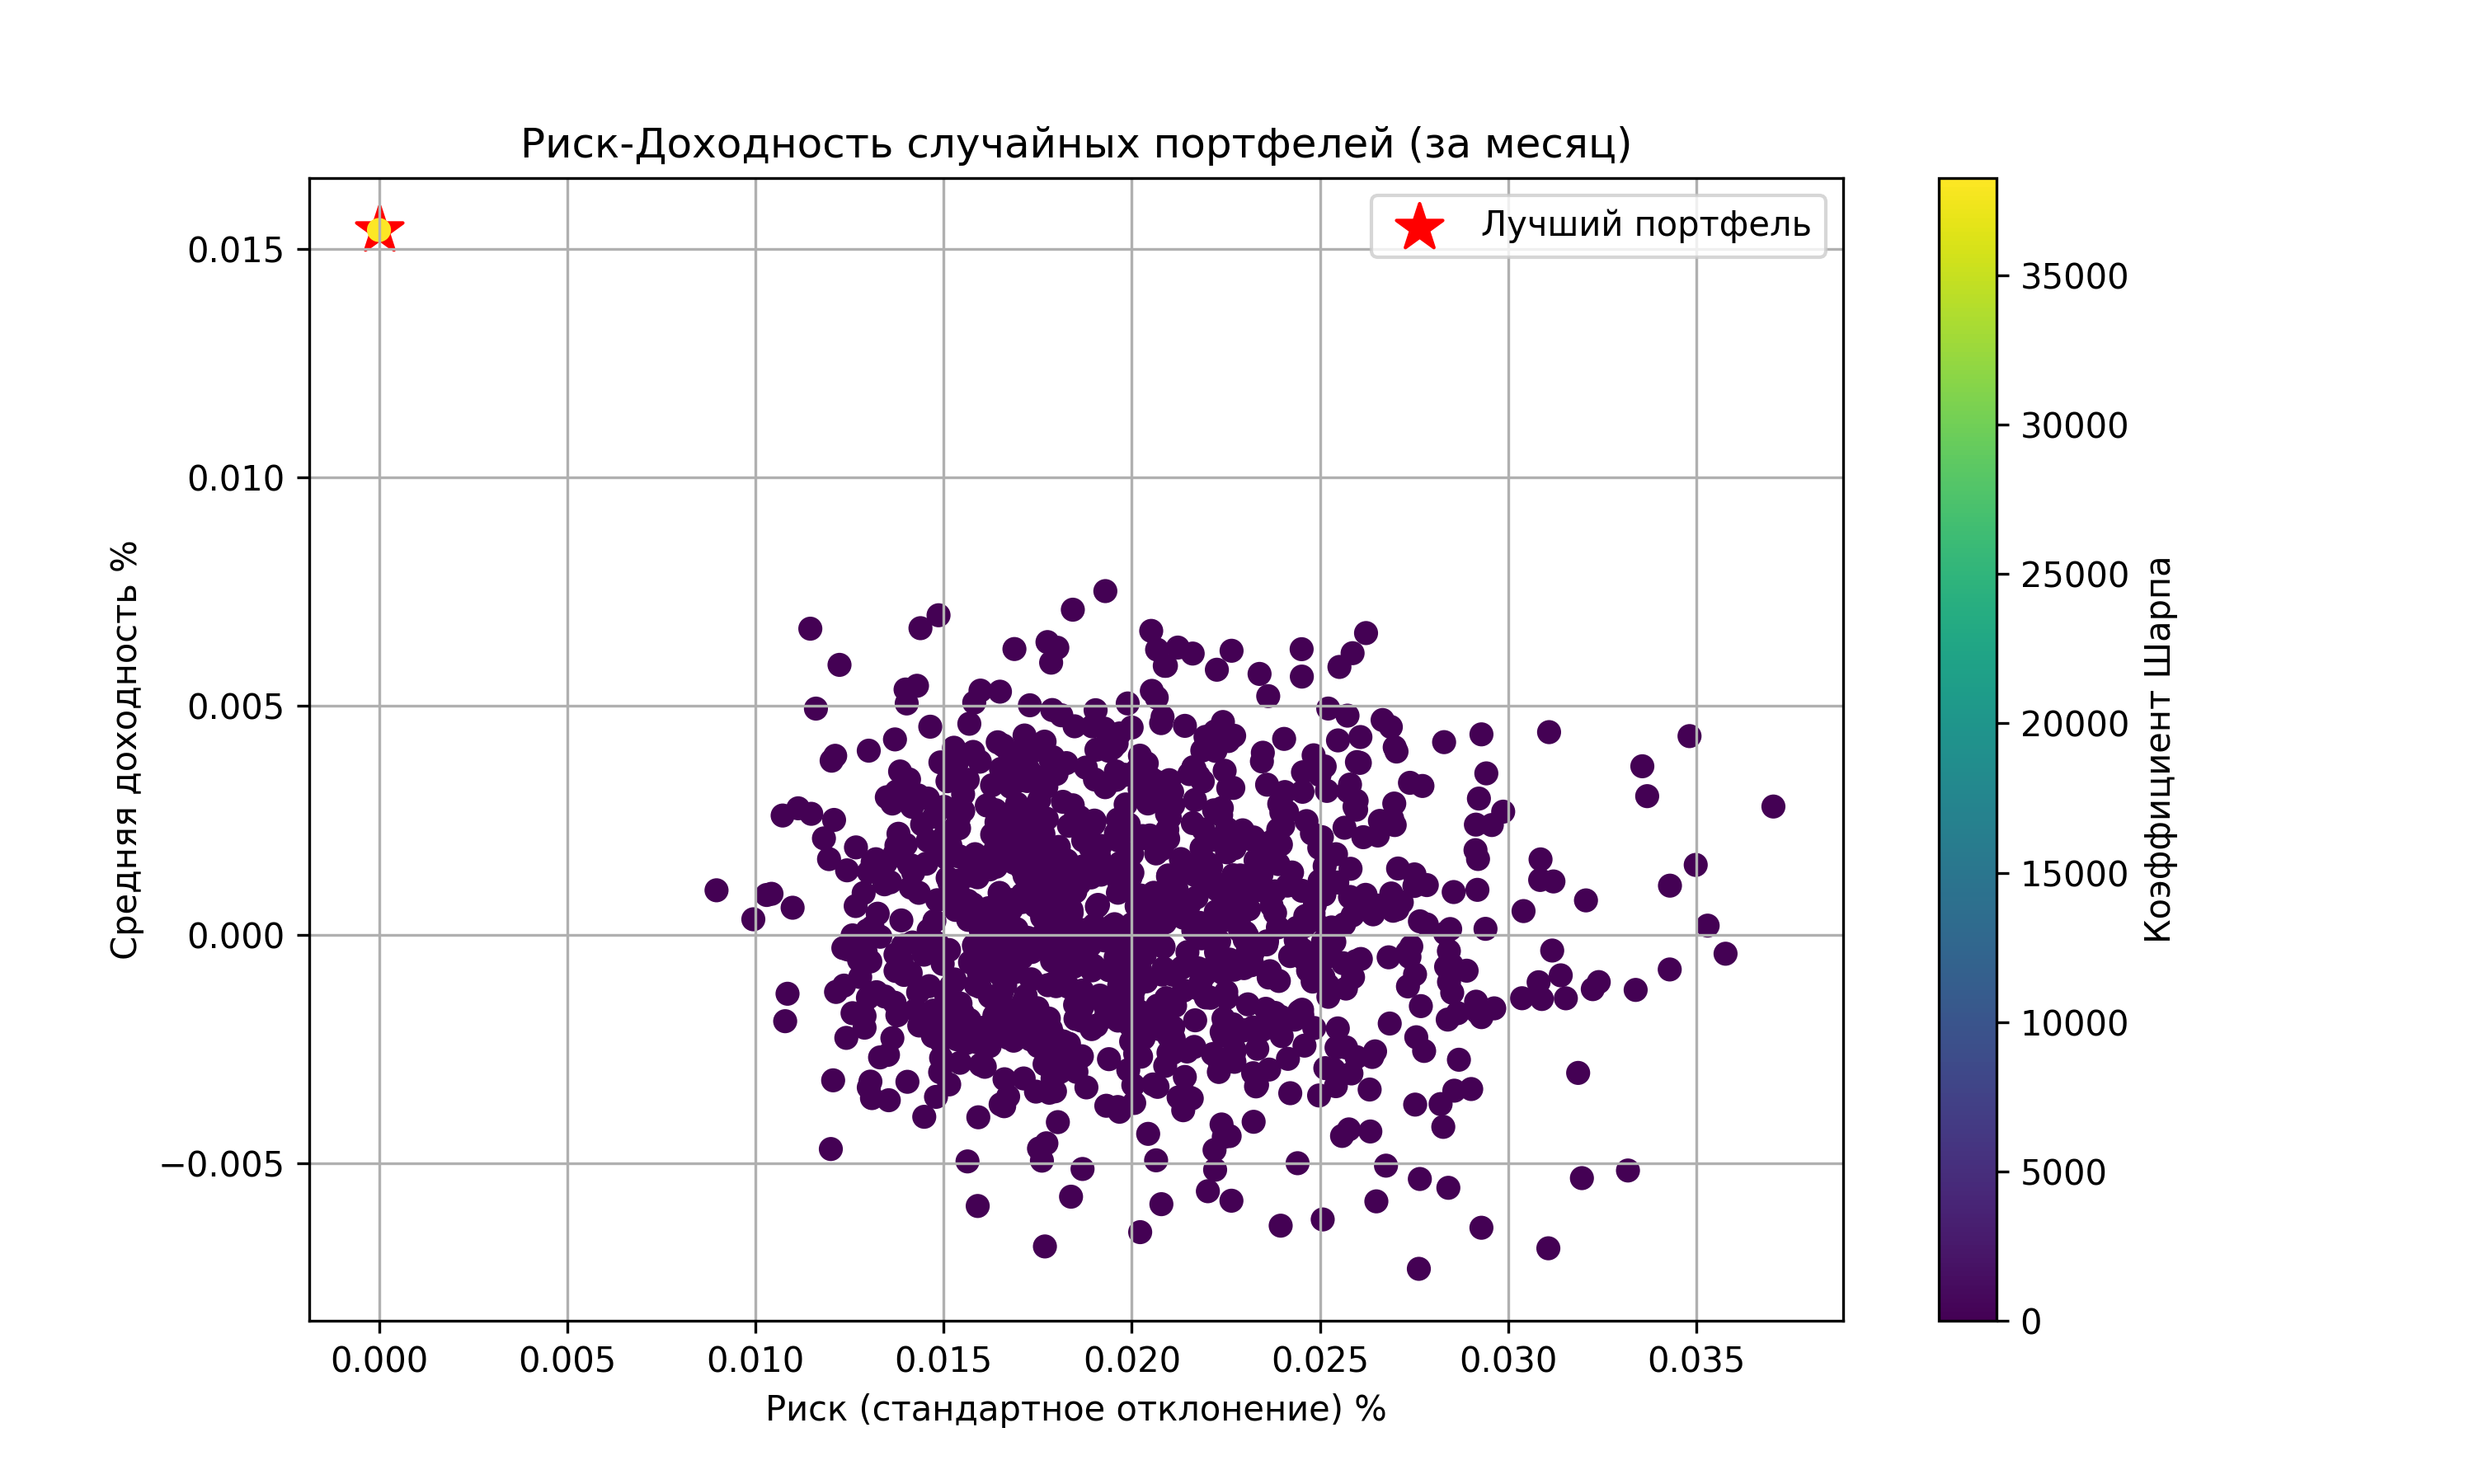 Риск-Доходность случайных портфелей (за месяц)
Лучший портфель
Средняя доходность %
0.015
0.010
0.005
0.000
−0.005
0.000 0.005 0.010 0.015 0.020 0.025 0.030 0.035
Риск (стандартное отклонение) %
35000
30000
25000
20000
15000
10000
5000
0
Коэффициент Шарпа